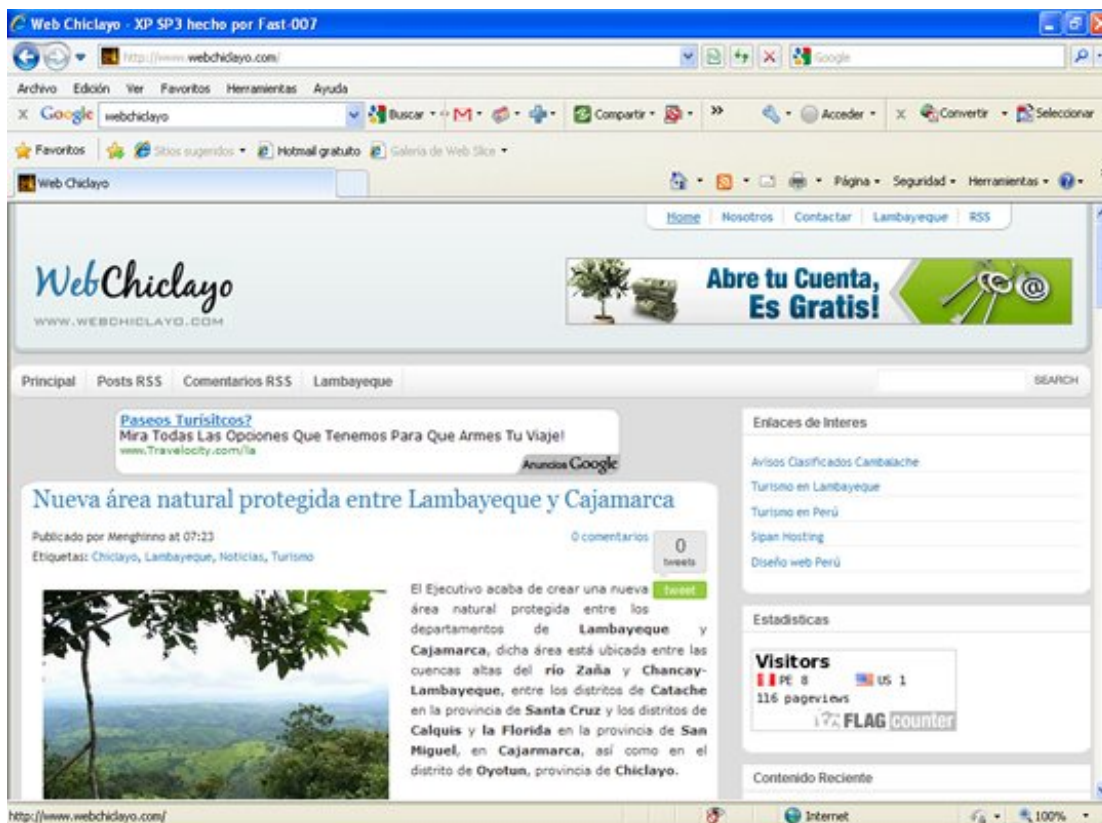 Web Chiclayo - XP SP3 hecho por Fast-007
http://www.webchiclayo.com/
Google
Archivo Edición Ver Favoritos Herramientas Ayuda
X Google webchiclayo Buscar Compartir Acceder X Convertir Seleccionar
Favoritos Sitios sugeridos Hotmail gratuito Galería de Web Slice
Web Chiclayo Página Seguridad Herramientas
Home Nosotros Contactar Lambayeque RSS
WebChiclayo
WWW.WEBCHICLAYO.COM
Abre tu Cuenta,
Es Gratis!
Principal Posts RSS Comentarios RSS Lambayeque SEARCH
Paseos Turisítcos?
Mira Todas Las Opciones Que Tenemos Para Que Armes Tu Viaje!
www.Travelocity.com/la
Anuncios Google
Nueva área natural protegida entre Lambayeque y Cajamarca
Publicado por Menghinno at 07:23 0 comentarios
Etiquetas: Chiclayo, Lambayeque, Noticias, Turismo
0
tweets
tweet
El Ejecutivo acaba de crear una nueva
área natural protegida entre los
departamentos de Lambayeque y
Cajamarca, dicha área está ubicada entre las
cuencas altas del río Zaña y Chancay-
Lambayeque, entre los distritos de Catache
en la provincia de Santa Cruz y los distritos de
Calquis y la Florida en la provincia de San
Miguel, en Cajarmarca, así como en el
distrito de Oyotun, provincia de Chiclayo.
Enlaces de Interes
Avisos Clasificados Cambalache
Turismo en Lambayeque
Turismo en Perú
Sipan Hosting
Diseño web Perú
Estadisticas
Visitors
PE 8 US 1
116 pageviews
FLAG counter
Contenido Reciente
http://www.webchiclayo.com/ Internet 100%